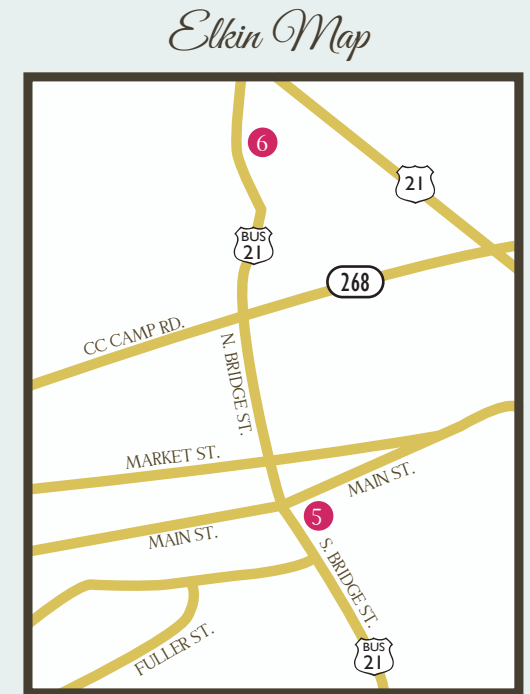 Elkin Map
6
21
BUS
21
268
CC CAMP RD.
N. BRIDGE ST.
MARKET ST.
MAIN ST.
5
MAIN ST.
S. BRIDGE ST.
FULLER ST.
BUS
21